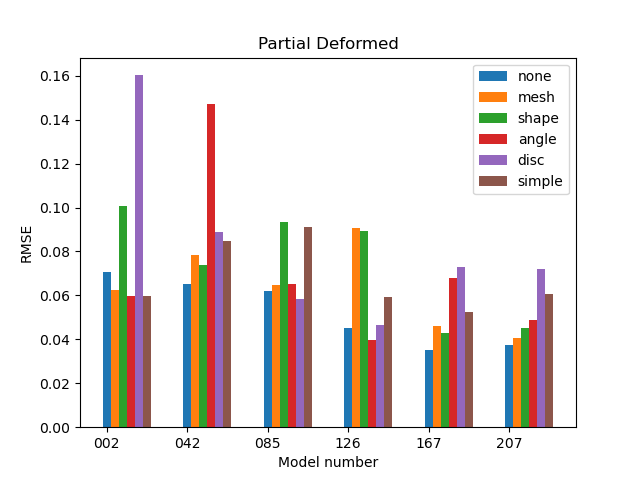 Partial Deformed
none
mesh
shape
angle
disc
simple
RMSE
0.16
0.14
0.12
0.10
0.08
0.06
0.04
0.02
0.00
002 042 085 126 167 207
Model number